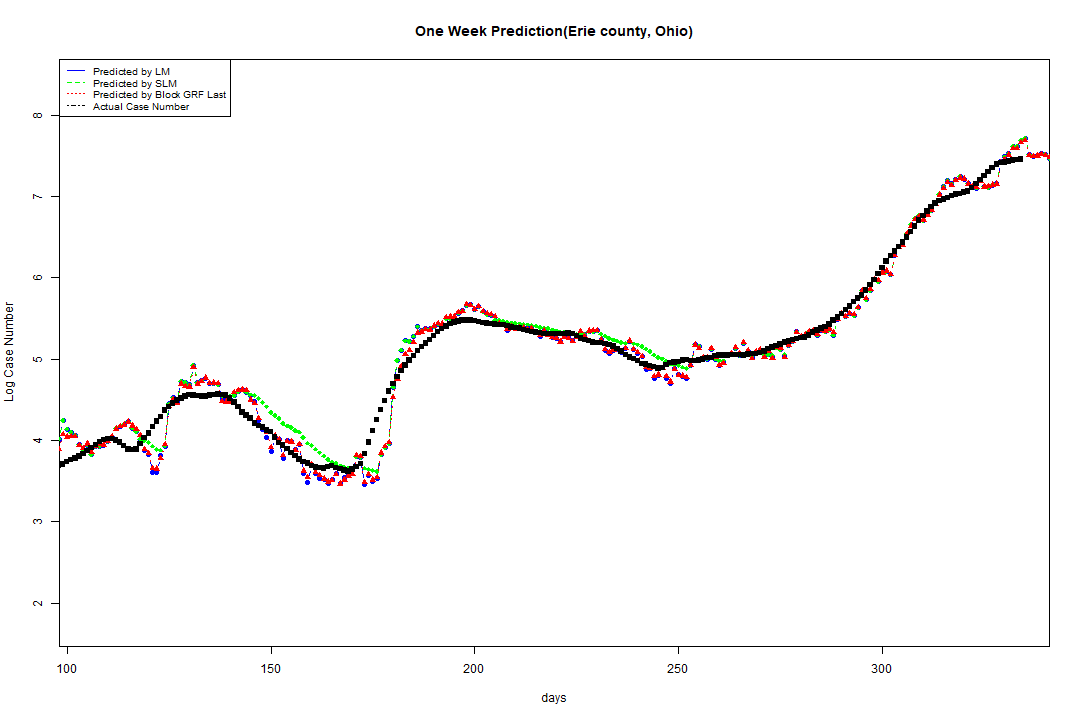 One Week Prediction(Erie county, Ohio)
Predicted by LM
Predicted by SLM
Predicted by Block GRF Last
Actual Case Number
8
7
6
5
4
3
2
Log Case Number
100 150 200 250 300
days